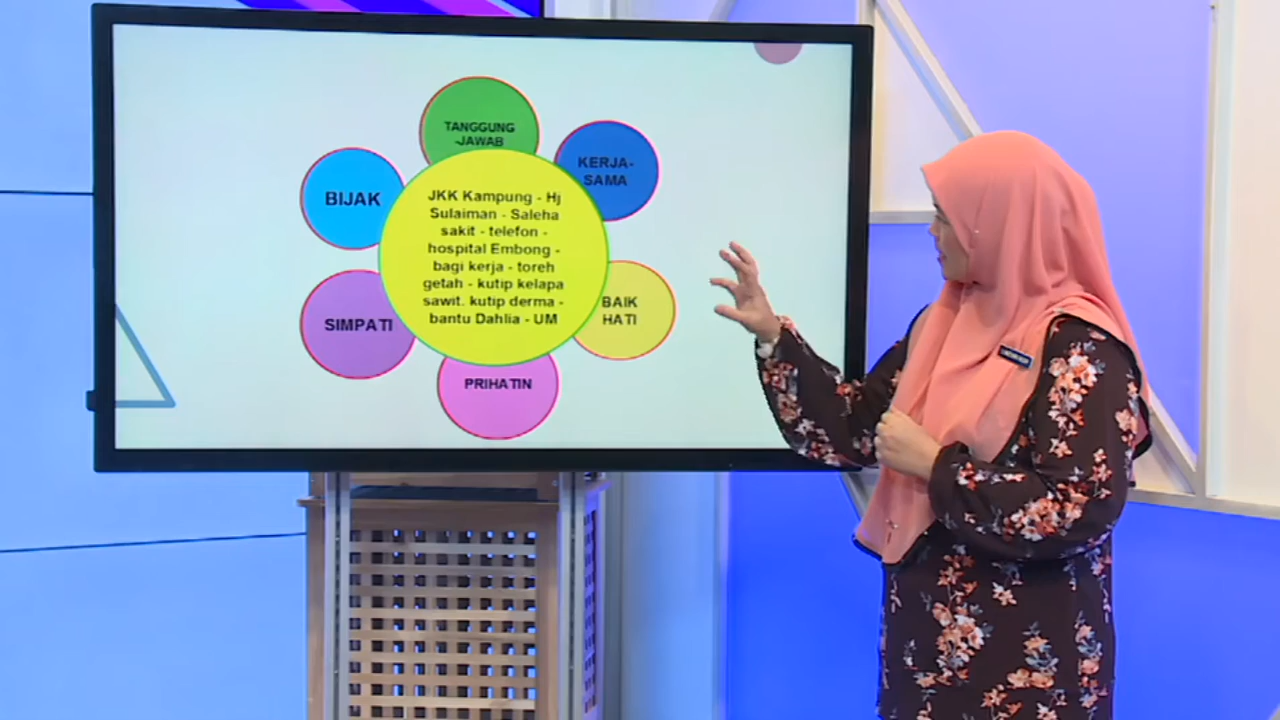 TANGGUNG
-JAWAB
KERJA-
SAMA
BIJAK
JKK Kampung - Hj
Sulaiman - Saleha
sakit - telefon -
hospital Embong -
bagi kerja - toreh
getah - kutip kelapa
sawit. kutip derma -
bantu Dahlia - UM
BAIK
HATI
SIMPATI
PRIHATIN